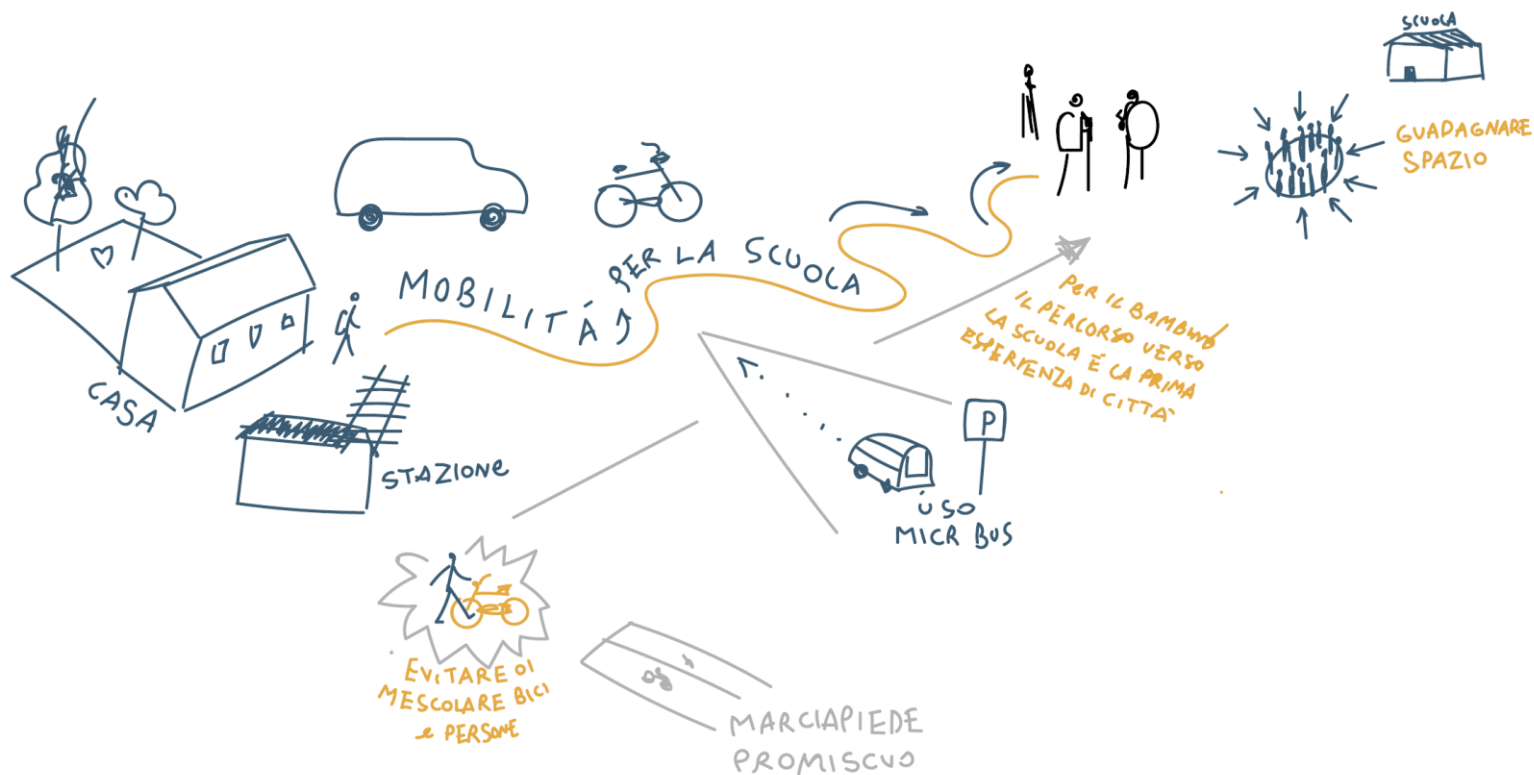 SCUOLA
GUADAGNARE
SPAZIO
MOBILITÁ PER LA SCUOLA
PER IL BAMBINO
IL PERCORSO VERSO
LA SCUOLA É LA PRIMA
ESPERIENZA DI CITTÀ
CASA
STAZIONE
P
USO
MICR BUS
EVITARE DI
MESCOLARE BICI
e PERSONE
MARCIAPIEDE
PROMISCUO